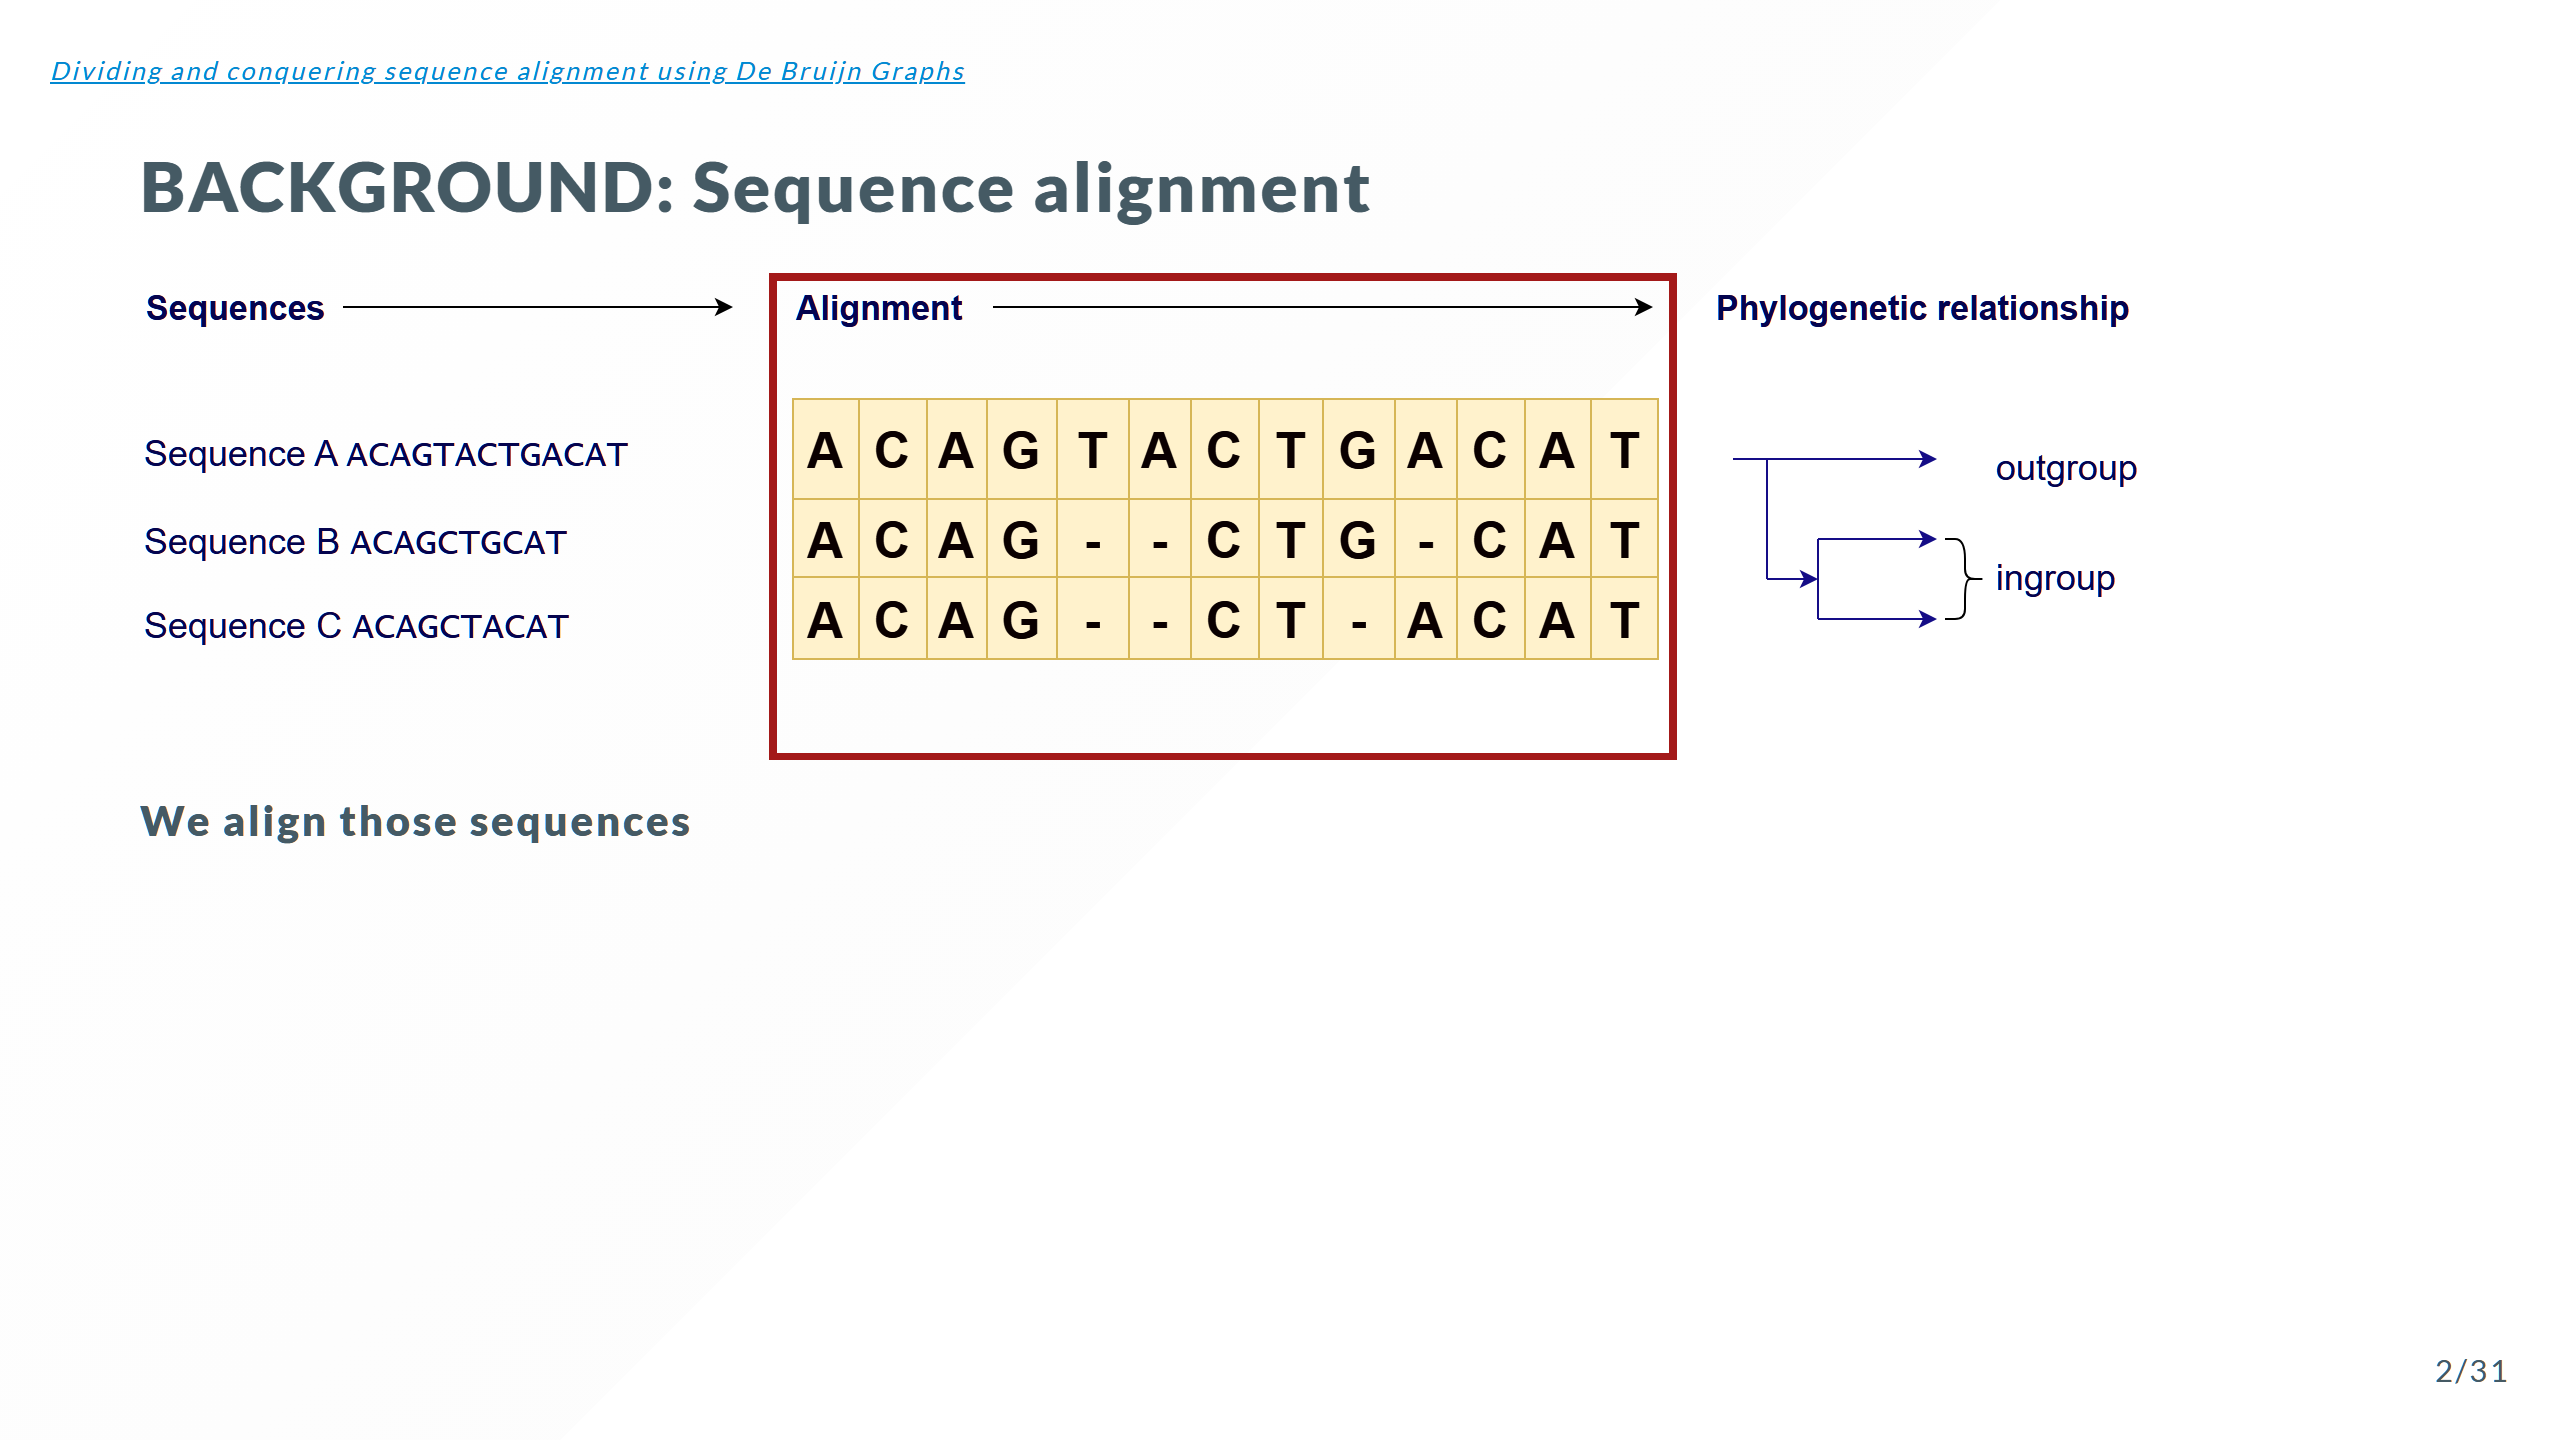 Dividing and conquering sequence alignment using De Bruijn Graphs
BACKGROUND: Sequence alignment
Sequences
Alignment
Phylogenetic relationship
Sequence A ACAGTACTGACAT
Sequence B ACAGCTGCAT
Sequence C ACAGCTACAT
A C A G T A C T G A C A T
A C A G - - C T G - C A T
A C A G - - C T - A C A T
outgroup
ingroup
We align those sequences
2/31